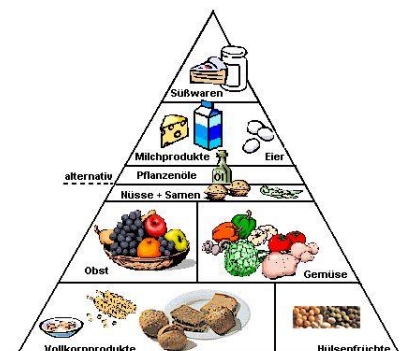 Süßwaren
Milchprodukte
Eier
alternativ
Pflanzenöle
Öl
Nüsse + Samen
Obst
Gemüse
Vollkornprodukte
Hülsenfrüchte